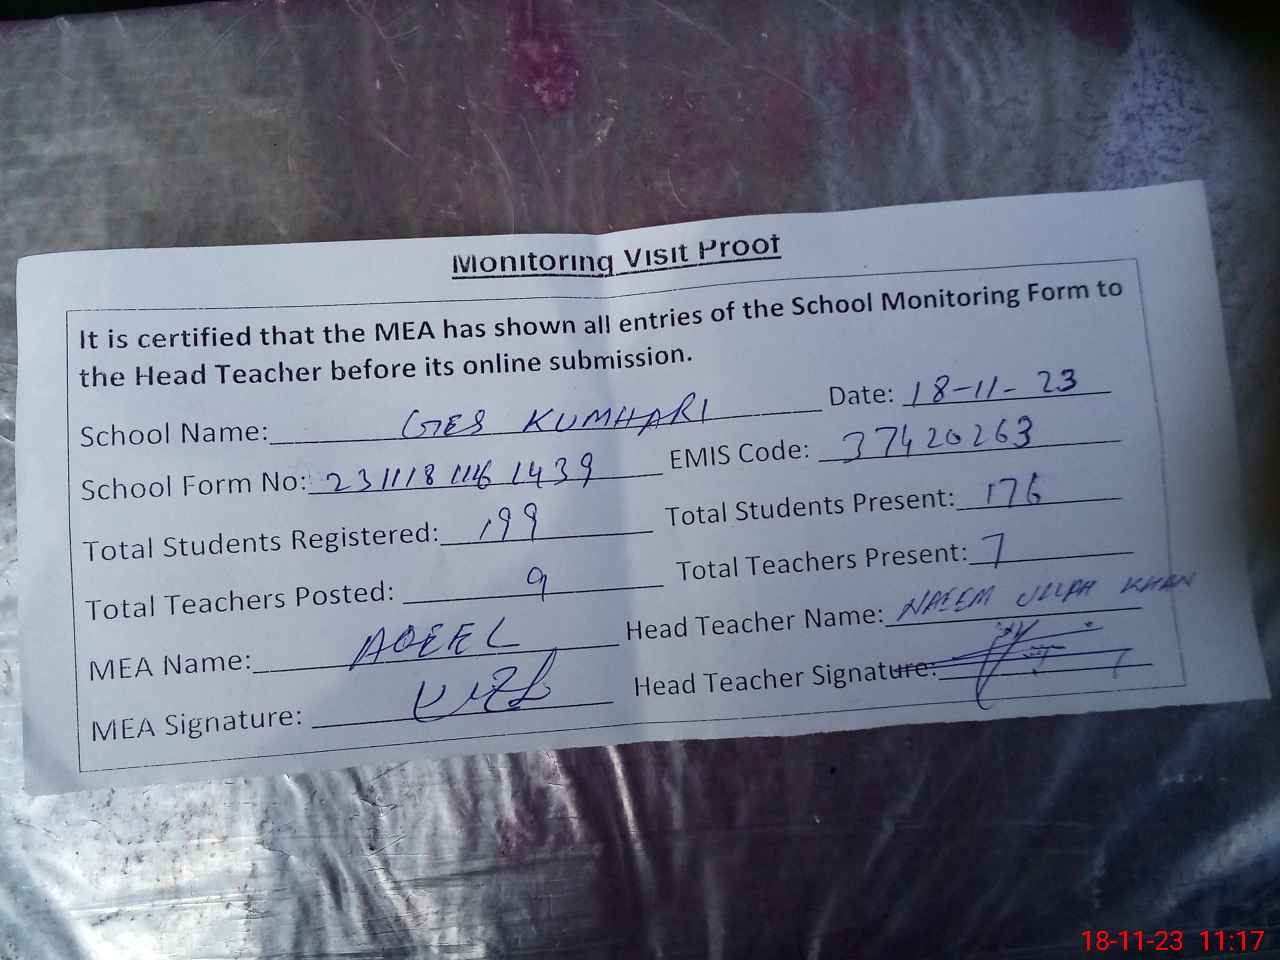 Monitoring Visit Proof
It is certified that the MEA has shown all entries of the School Monitoring Form to
the Head Teacher before its online submission.
School Name: GES KUMHARI Date: 18-11-23
School Form No: 231118 1116 1439 EMIS Code: 37420263
Total Students Registered: 199 Total Students Present: 176
Total Teachers Posted: 9 Total Teachers Present: 7
MEA Name: AQEEL Head Teacher Name: NAEEM ULLAH KHAN
MEA Signature: Head Teacher Signature:
18-11-23 11:17